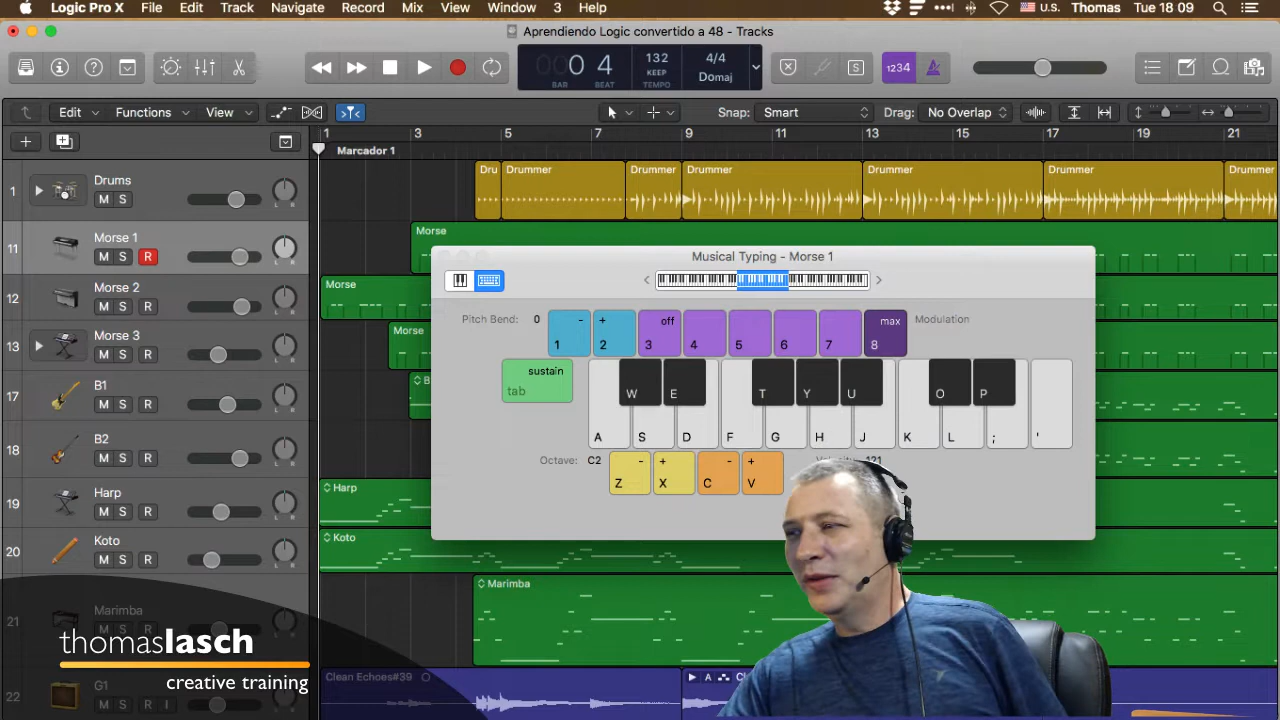 Logic Pro X File Edit Track Navigate Record Mix View Window 3 Help U.S. Thomas Tue 18 09
Aprendiendo Logic convertido a 48 - Tracks
0 4 132 4/4
KEEP
BAR BEAT TEMPO Domaj
1234
Edit Functions View Snap: Smart Drag: No Overlap
1 3 5 7 9 11 13 15 17 19 21
Marcador 1
1 Drums
M S
Dru Drummer Drummer Drummer Drummer Drummer Drummer
11 Morse 1
M S R
Morse
12 Morse 2
M S R
Morse
13 Morse 3
M S R
Morse
17 B1
M S R
B
18 B2
M S R
19 Harp
M S R
Harp
20 Koto
M S R
Koto
21 Marimba
M S R
Marimba
22 G1
M S R I
Clean Echoes#39
A
Musical Typing - Morse 1
Pitch Bend: 0 - + off max Modulation
1 2 3 4 5 6 7 8
sustain
tab
W E T Y U O P
A S D F G H J K L ; '
Octave: C2 - + - +
Z X C V
thomaslasch
creative training